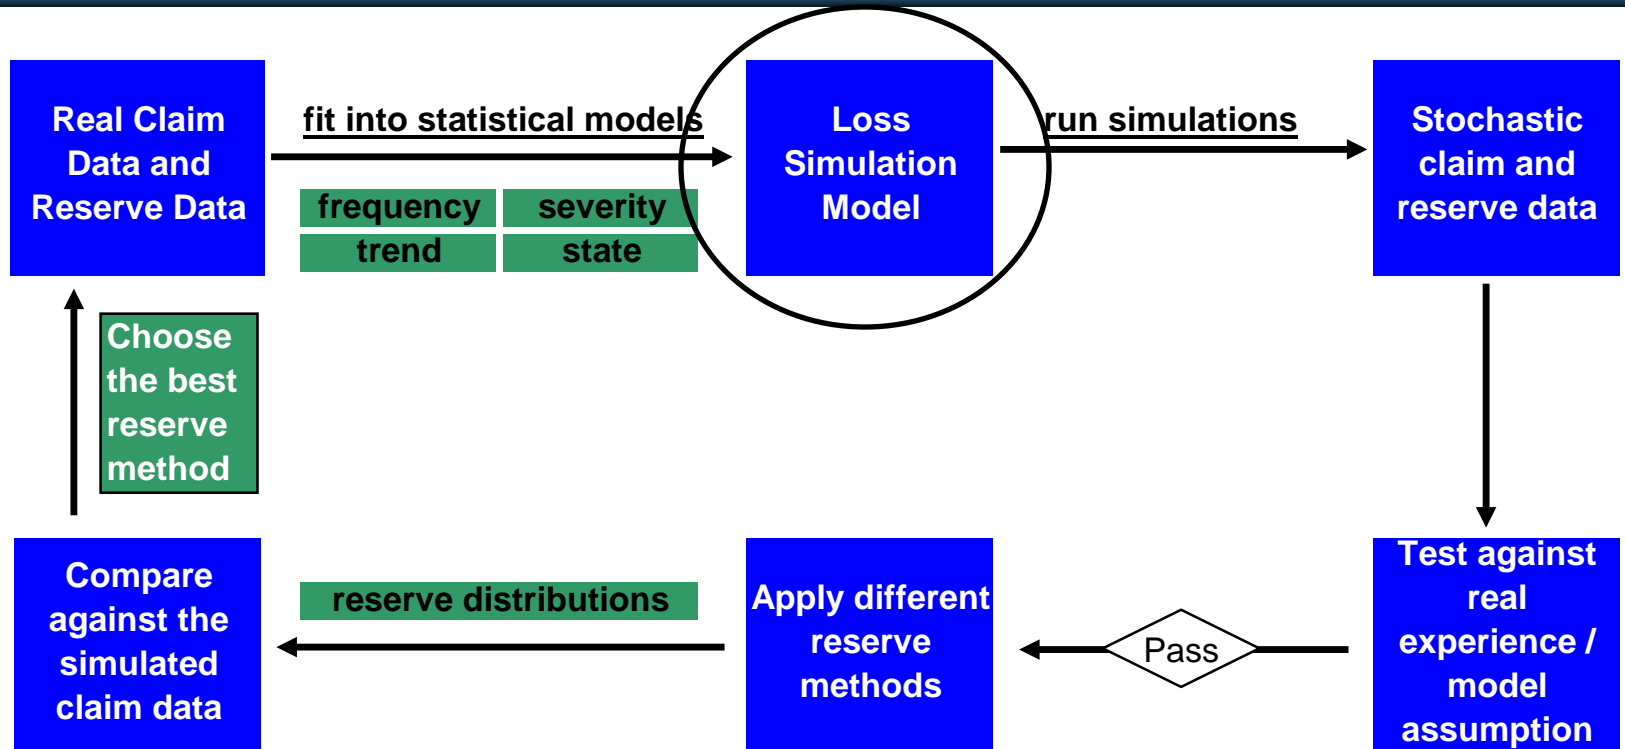 Real Claim
Data and
Reserve Data
fit into statistical models
frequency
severity
trend
state
Loss
Simulation
Model
run simulations
Stochastic
claim and
reserve data
Choose
the best
reserve
method
Compare
against the
simulated
claim data
reserve distributions
Apply different
reserve
methods
Pass
Test against
real
experience /
model
assumption